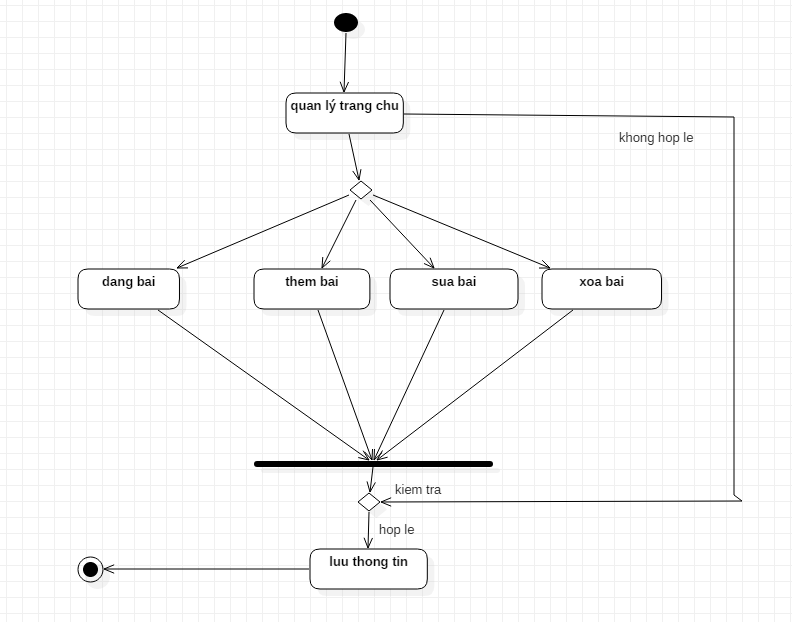 quan lý trang chu
khong hop le
dang bai
them bai
sua bai
xoa bai
kiem tra
hop le
luu thong tin